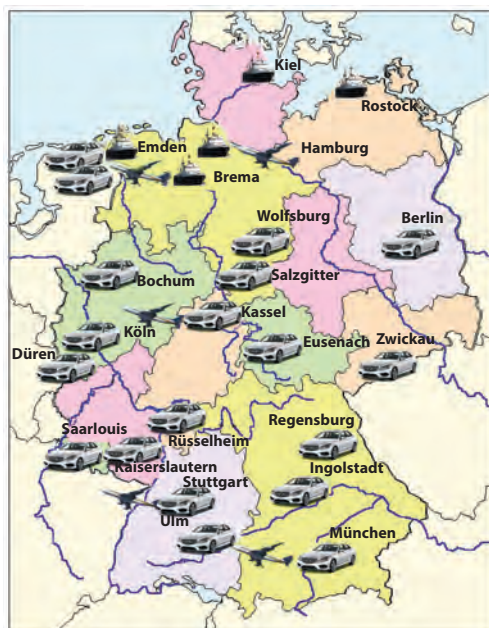 Kiel
Rostock
Emden
Hamburg
Brema
Wolfsburg
Berlin
Bochum
Salzgitter
Kassel
Köln
Eusenach
Zwickau
Düren
Regensburg
Saarlouis
Rüsselheim
Kaiserslautern
Ingolstadt
Stuttgart
Ulm
München